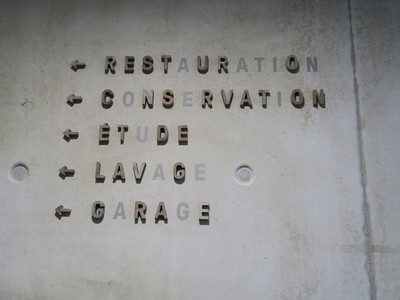 ← RESTAURATION
← CONSERVATION
← ÉTUDE
← LAVAGE
← GARAGE